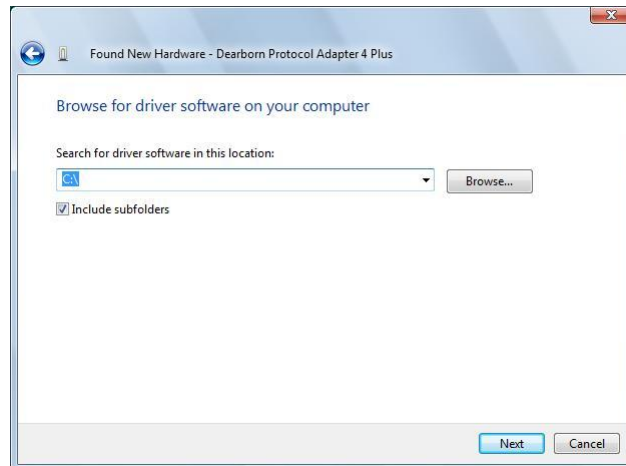 Found New Hardware - Dearborn Protocol Adapter 4 Plus
Browse for driver software on your computer
Search for driver software in this location:
C:\
Browse...
Include subfolders
Next
Cancel